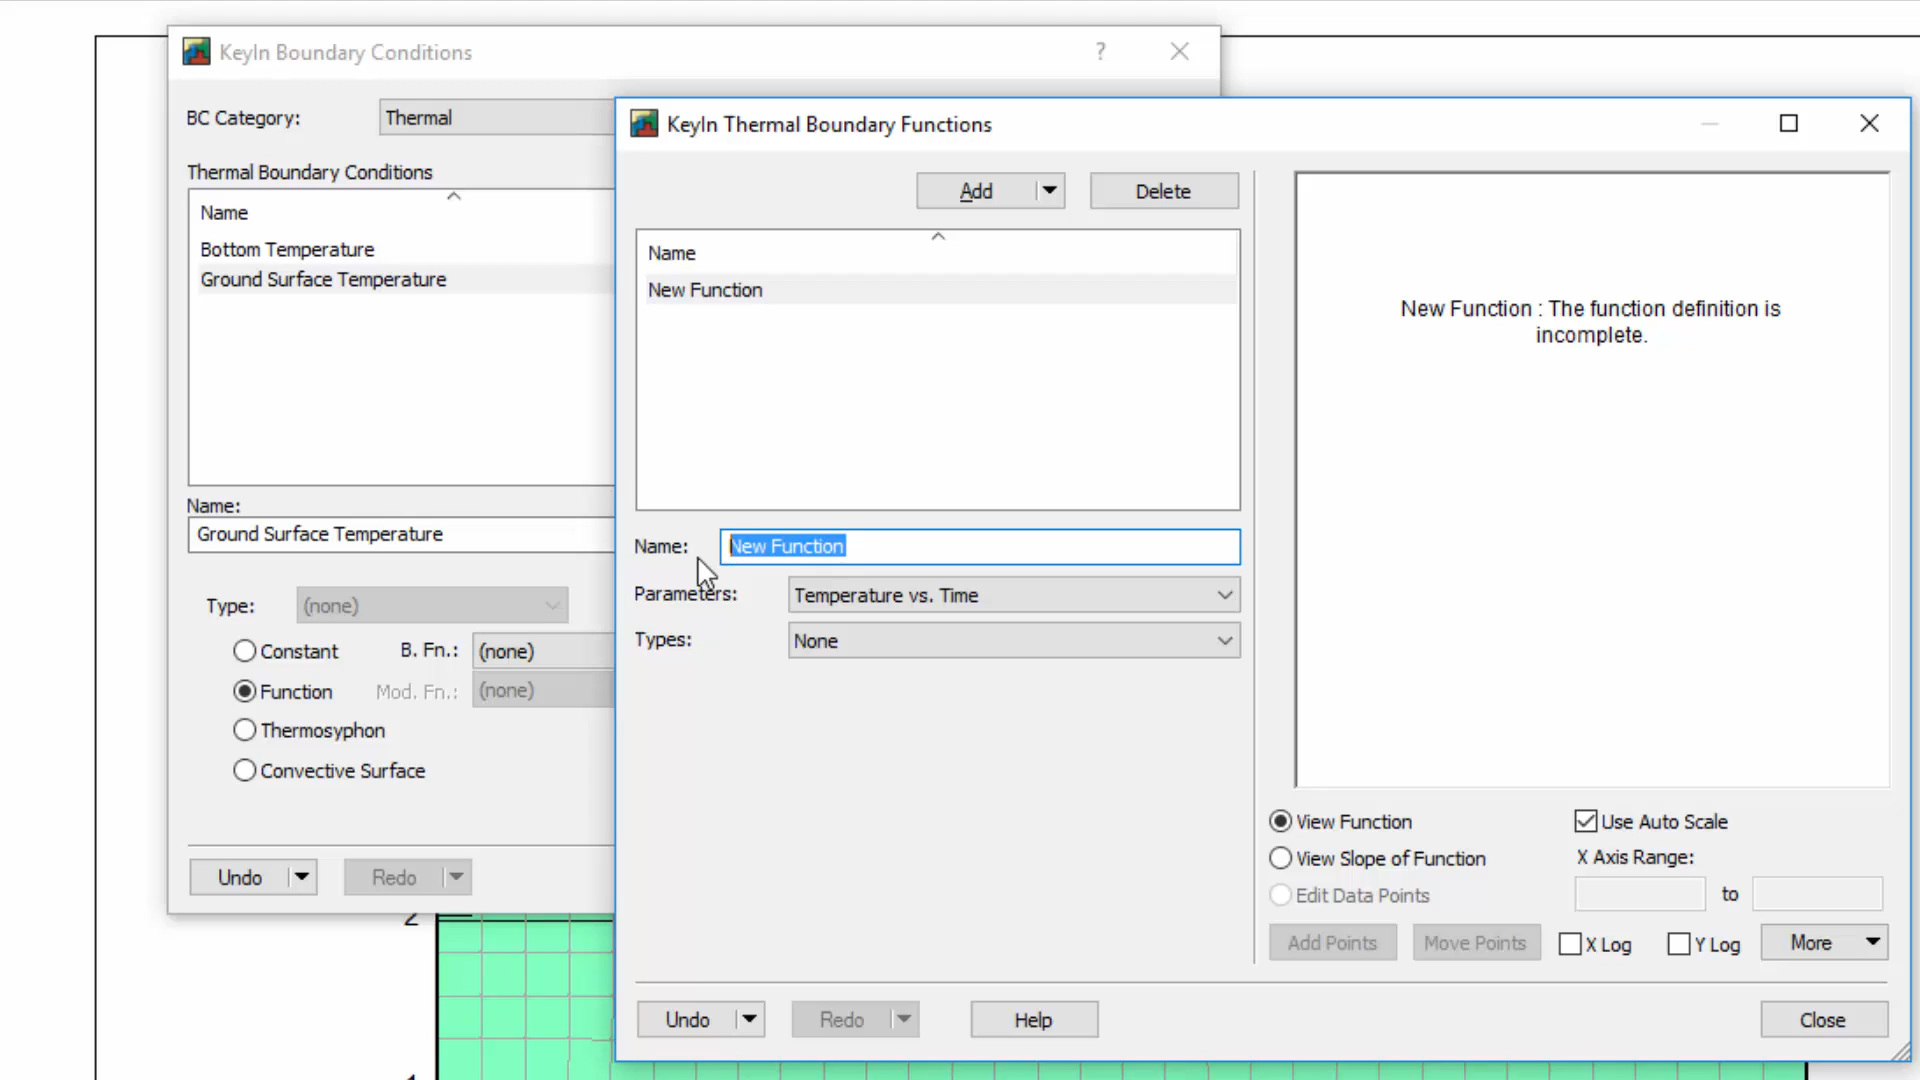 KeyIn Boundary Conditions
?
BC Category:
Thermal
Thermal Boundary Conditions
Name
Bottom Temperature
Ground Surface Temperature
Name:
Ground Surface Temperature
Type:
(none)
Constant
B. Fn.:
(none)
Function
Mod. Fn.:
(none)
Thermosyphon
Convective Surface
Undo
Redo
2
KeyIn Thermal Boundary Functions
Add
Delete
Name
New Function
Name:
New Function
Parameters:
Temperature vs. Time
Types:
None
New Function : The function definition is
incomplete.
View Function
Use Auto Scale
View Slope of Function
X Axis Range:
Edit Data Points
to
Add Points
Move Points
X Log
Y Log
More
Undo
Redo
Help
Close